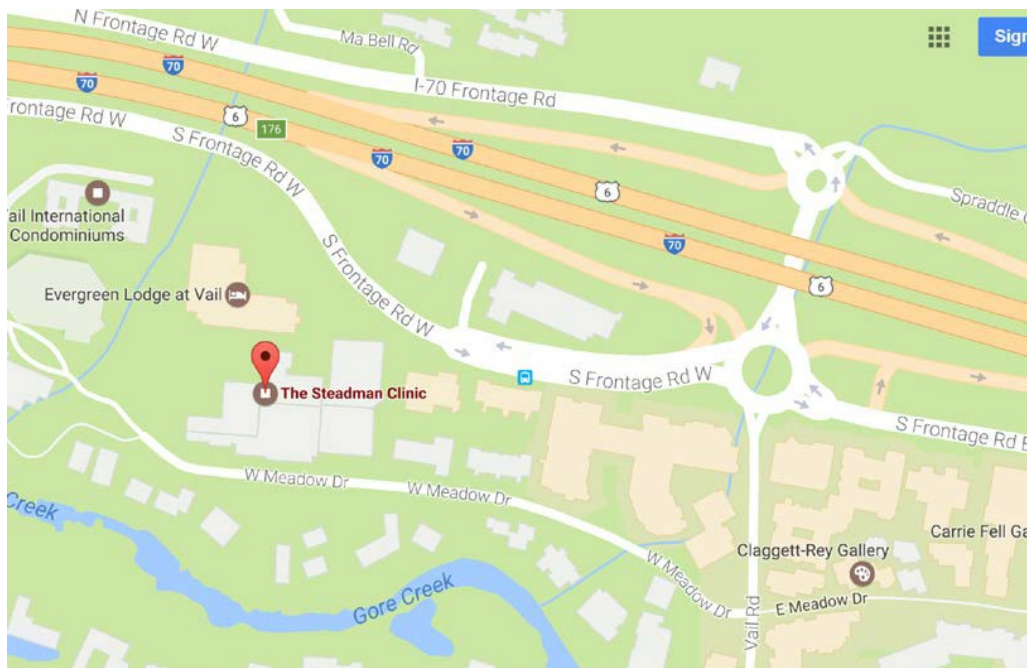 N Frontage Rd W
Ma Bell Rd
Sign
70
I-70 Frontage Rd
70
Frontage Rd W
6
176
S Frontage Rd W
70
70
6
Spraddle C
ail International
Condominiums
S Frontage Rd W
70
6
Evergreen Lodge at Vail
S Frontage Rd W
S Frontage Rd W
The Steadman Clinic
S Frontage Rd E
W Meadow Dr
W Meadow Dr
Creek
Carrie Fell Ga
Claggett-Rey Gallery
W Meadow Dr
Gore Creek
E Meadow Dr
Vail Rd